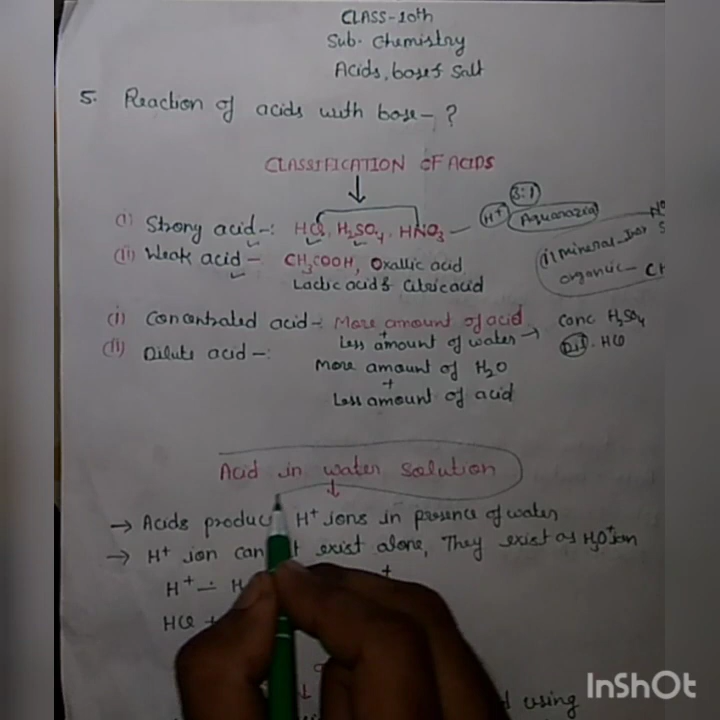 CLASS-10th
Sub- Chemistry
Acids, base & Salt
5. Reaction of acids with base- ?
CLASSIFICATION OF ACIDS
3:1
(i) Strong acid-: HCl, H2SO4, HNO3 - H+ Aquarazia
(ii) Weak acid - CH3COOH, Oxallic acid
Lactic acid & Citric acid
(i) mineral-
organic- CH
(i) Concentrated acid-: More amount of acid
+
Less amount of water → Conc H2SO4
(ii) Dilute acid-: Dil. HCl
More amount of H2O
+
Less amount of acid
Acid in water Solution
→ Acids produc H+ ions in presence of water
→ H+ ion can t exist alone, They exist as H3O+ ion
H+ - H +
HCl +
using
InShOt